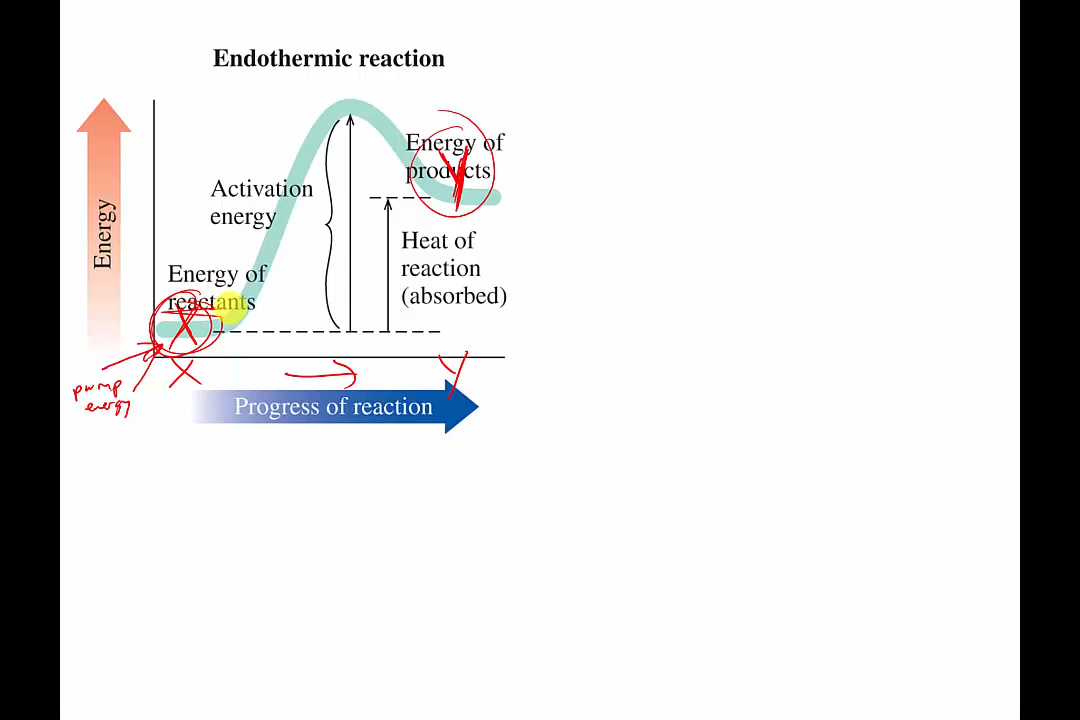 Endothermic reaction
Energy of
products
Y
Activation
energy
Energy
Heat of
reaction
(absorbed)
Energy of
reactants
X
pump
energy
X → Y
Progress of reaction